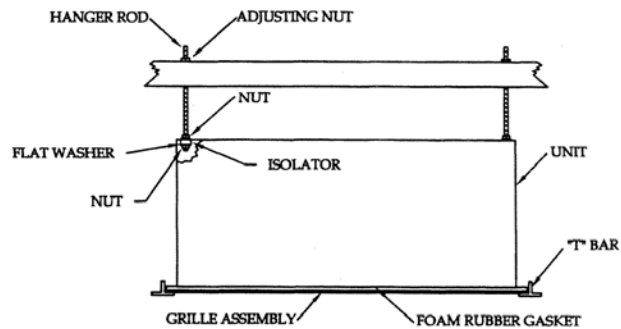 HANGER ROD
ADJUSTING NUT
NUT
FLAT WASHER
ISOLATOR
UNIT
NUT
"T" BAR
GRILLE ASSEMBLY
FOAM RUBBER GASKET